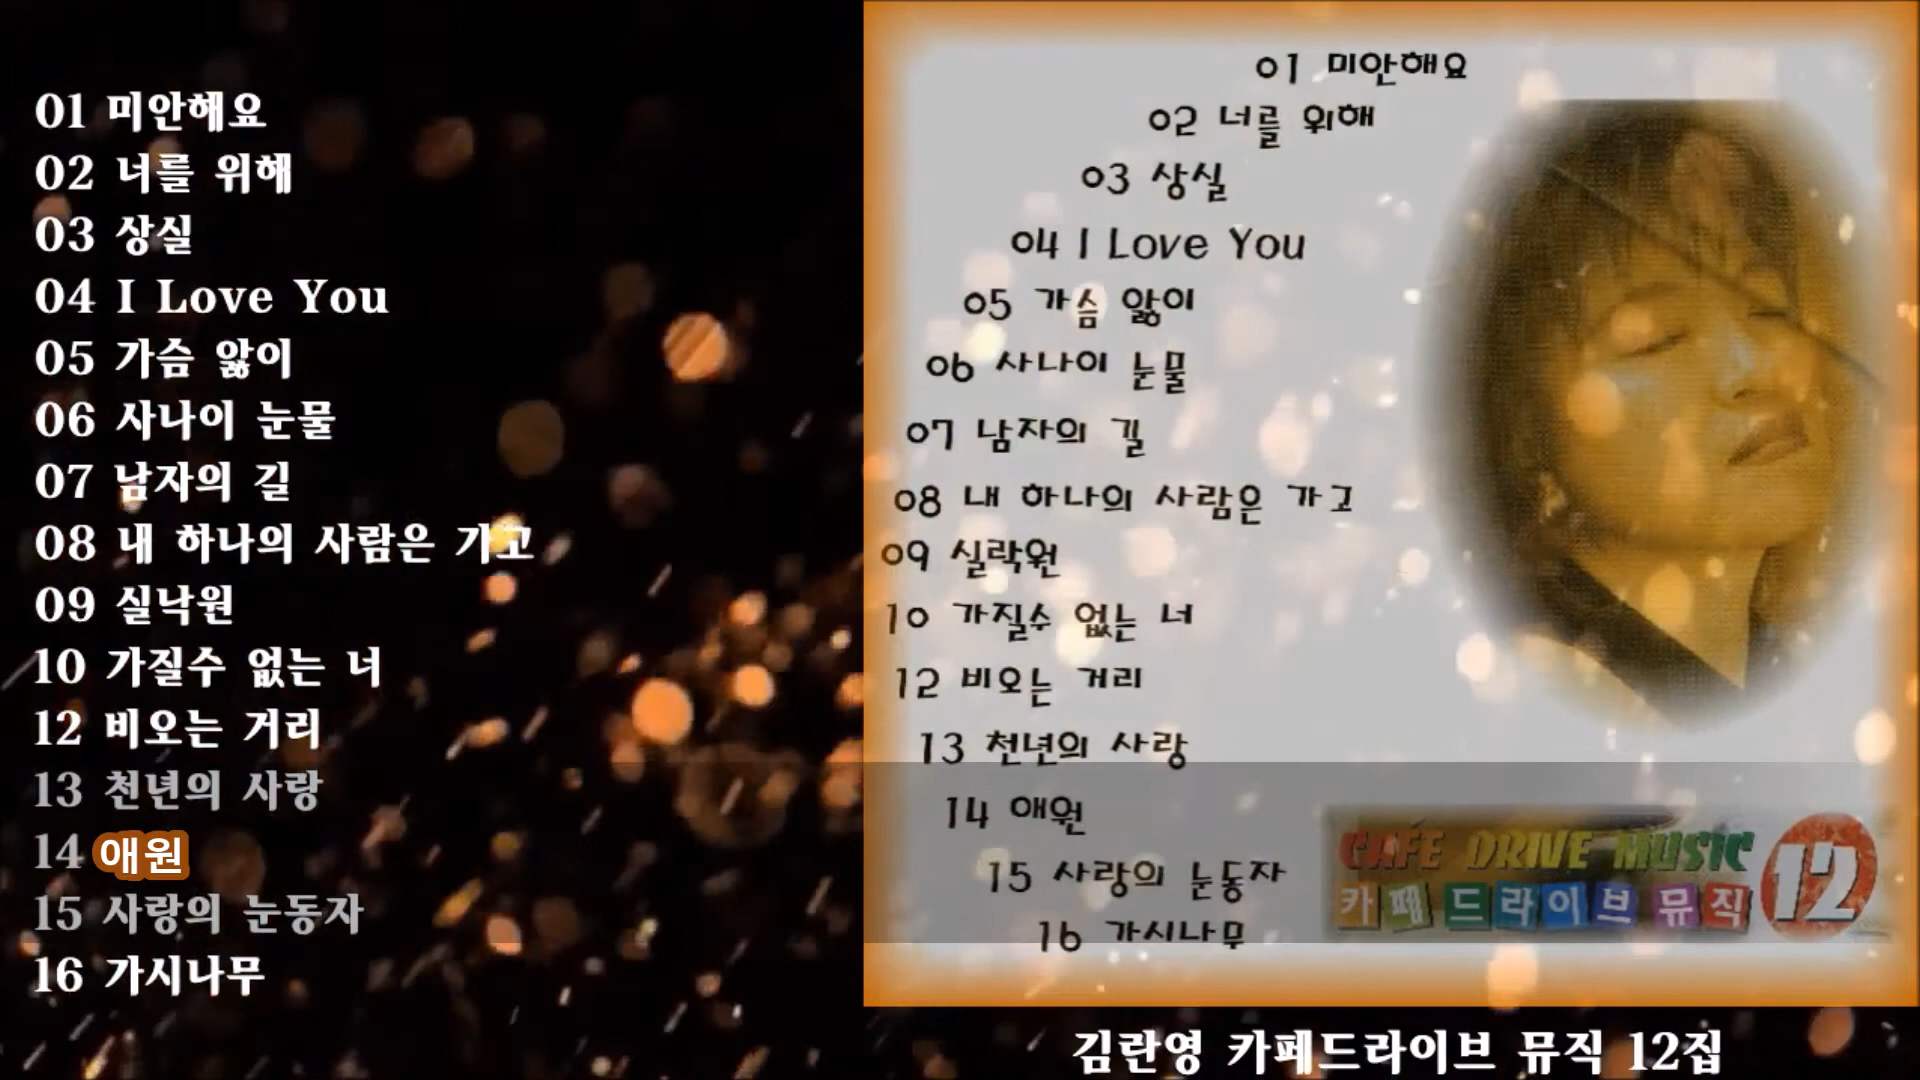 01 미안해요
02 너를 위해
03 상실
04 I Love You
05 가슴 앓이
06 사나이 눈물
07 남자의 길
08 내 하나의 사람은 가고
09 실낙원
10 가질수 없는 너
12 비오는 거리
13 천년의 사랑
14 애원
15 사랑의 눈동자
16 가시나무
01 미안해요
02 너를 위해
03 상실
04 I Love You
05 가슴 앓이
06 사나이 눈물
07 남자의 길
08 내 하나의 사람은 가고
09 실락원
10 가질수 없는 너
12 비오는 거리
13 천년의 사랑
14 애원
15 사랑의 눈동자
16 가시나무
CAFE DRIVE MUSIC
카페 드라이브 뮤직
12
김란영 카페드라이브 뮤직 12집